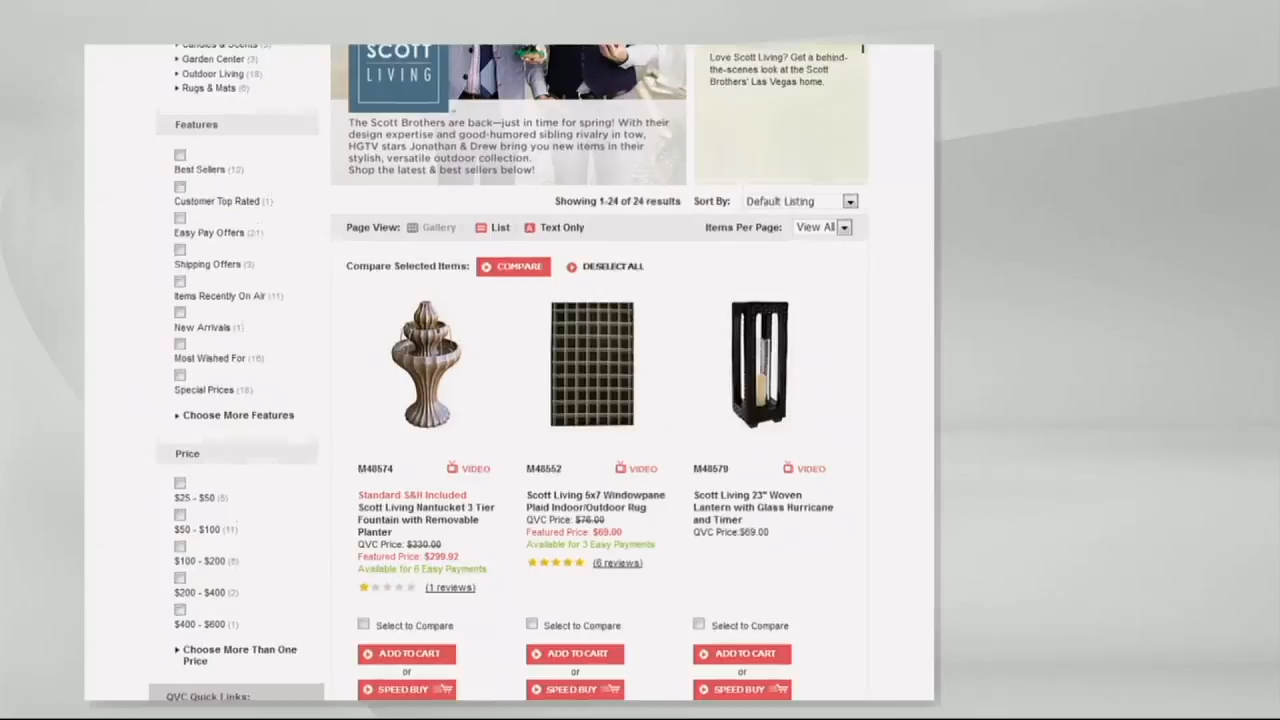 Candles & Scents (3)
Garden Center (3)
Outdoor Living (18)
Rugs & Mats (6)
Features
Best Sellers (12)
Customer Top Rated (1)
Easy Pay Offers (21)
Shipping Offers (3)
Items Recently On Air (11)
New Arrivals (1)
Most Wished For (16)
Special Prices (18)
Choose More Features
Price
$25 - $50 (5)
$50 - $100 (11)
$100 - $200 (6)
$200 - $400 (2)
$400 - $600 (1)
Choose More Than One
Price
QVC Quick Links:
SCOTT
LIVING
The Scott Brothers are back—just in time for spring! With their
design expertise and good-humored sibling rivalry in tow,
HGTV stars Jonathan & Drew bring you new items in their
stylish, versatile outdoor collection.
Shop the latest & best sellers below!
Love Scott Living? Get a behind-
the-scenes look at the Scott
Brothers' Las Vegas home.
Showing 1-24 of 24 results Sort By: Default Listing
Page View: Gallery List Text Only Items Per Page: View All
Compare Selected Items: COMPARE DESELECT ALL
M48574 VIDEO
Standard S&H Included
Scott Living Nantucket 3 Tier
Fountain with Removable
Planter
QVC Price: $330.00
Featured Price: $299.92
Available for 6 Easy Payments
(1 reviews)
Select to Compare
ADD TO CART
or
SPEED BUY
M48552 VIDEO
Scott Living 5x7 Windowpane
Plaid Indoor/Outdoor Rug
QVC Price: $76.00
Featured Price: $69.00
Available for 3 Easy Payments
(6 reviews)
Select to Compare
ADD TO CART
or
SPEED BUY
M48579 VIDEO
Scott Living 23" Woven
Lantern with Glass Hurricane
and Timer
QVC Price:$69.00
Select to Compare
ADD TO CART
or
SPEED BUY